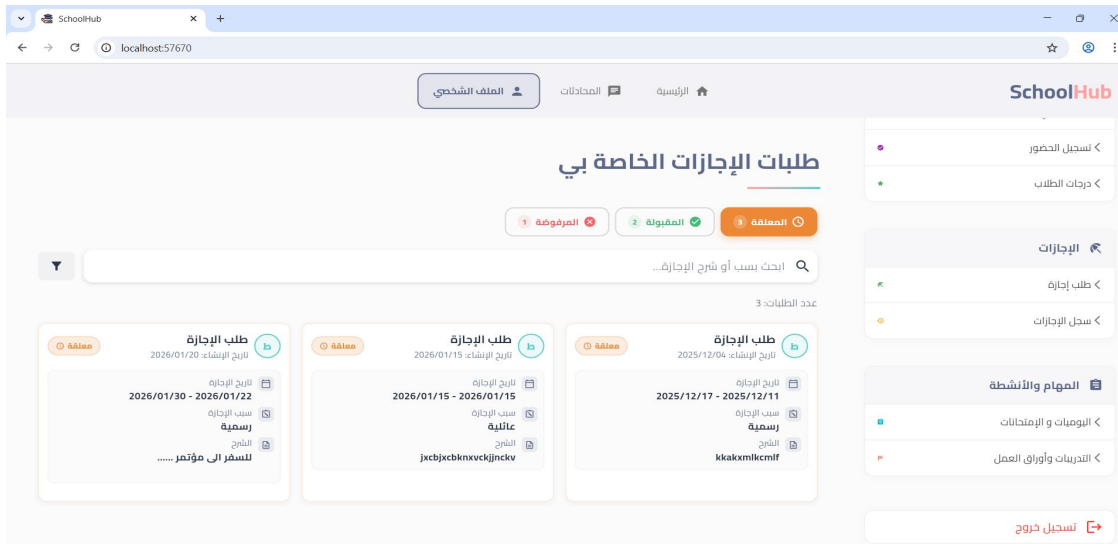 SchoolHub
localhost:57670
SchoolHub
الرئيسية
المحادثات
الملف الشخصي
تسجيل الحضور
درجات الطلاب
الإجازات
طلب إجازة
سجل الإجازات
المهام والأنشطة
اليوميات و الإمتحانات
التدريبات وأوراق العمل
تسجيل خروج
طلبات الإجازات الخاصة بي
المعلقة 3
المقبولة 2
المرفوضة 1
ابحث بسب أو شرح الإجازة...
عدد الطلبات: 3
ط
طلب الإجازة
معلقة
تاريخ الإنشاء: 2025/12/04
تاريخ الإجازة
2025/12/17 - 2025/12/11
سبب الإجازة
رسمية
الشرح
kkakxmlkcmlf
ط
طلب الإجازة
معلقة
تاريخ الإنشاء: 2026/01/15
تاريخ الإجازة
2026/01/15 - 2026/01/15
سبب الإجازة
عائلية
الشرح
jxcbjxcbknxvckjjnckv
ط
طلب الإجازة
معلقة
تاريخ الإنشاء: 2026/01/20
تاريخ الإجازة
2026/01/30 - 2026/01/22
سبب الإجازة
رسمية
الشرح
للسفر الى مؤتمر ......